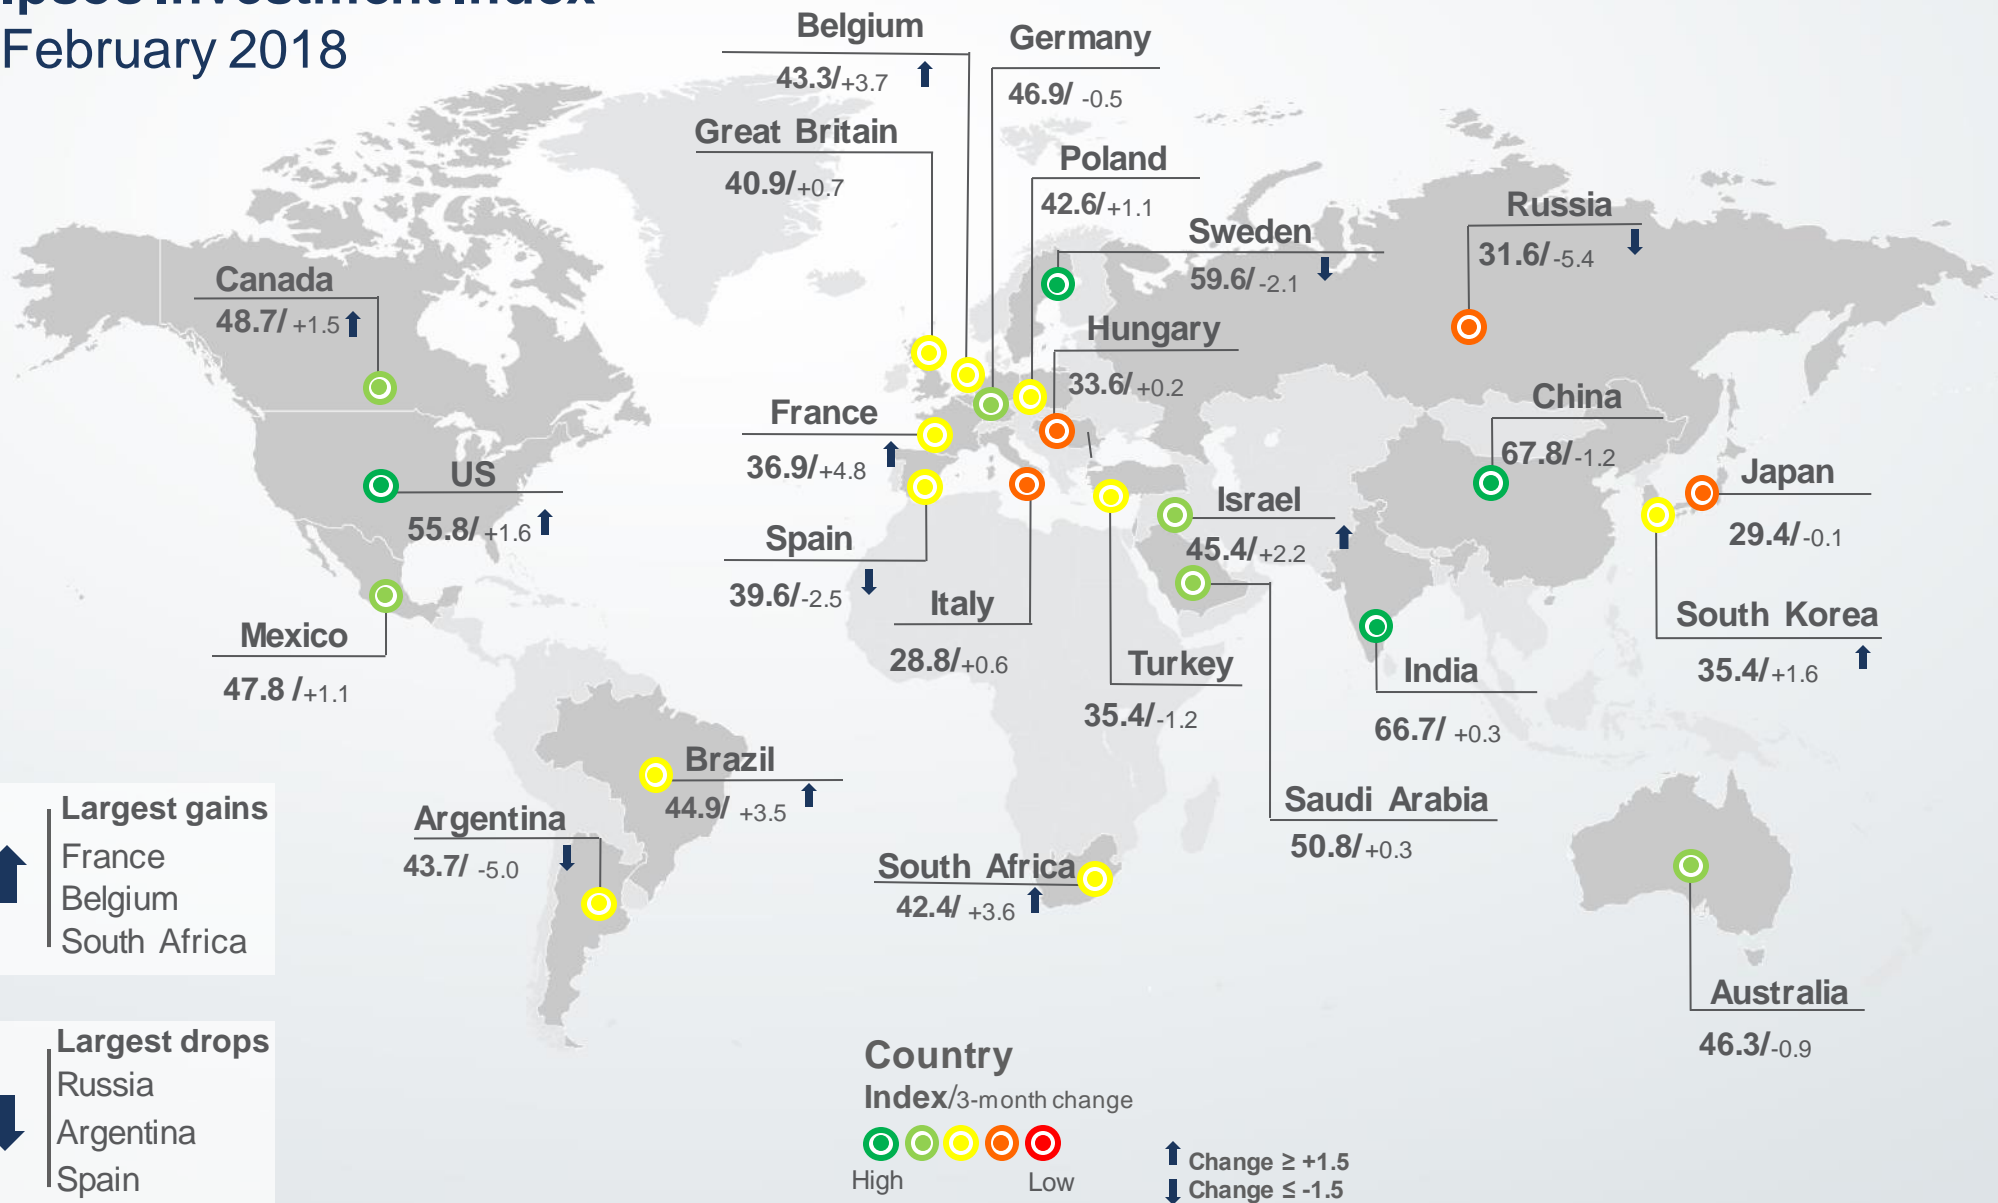 Ipsos Investment Index
February 2018
Belgium
43.3/+3.7
Germany
46.9/ -0.5
Great Britain
40.9/+0.7
Poland
42.6/+1.1
Sweden
59.6/ -2.1
Russia
31.6/ -5.4
Canada
48.7/ +1.5
Hungary
33.6/ +0.2
China
67.8/-1.2
France
36.9/+4.8
US
55.8/ +1.6
Japan
29.4/-0.1
Israel
45.4/+2.2
Spain
39.6/-2.5
Italy
28.8/+0.6
South Korea
35.4/+1.6
Mexico
47.8 /+1.1
Turkey
35.4/-1.2
India
66.7/ +0.3
Brazil
44.9/ +3.5
Saudi Arabia
50.8/+0.3
Argentina
43.7/ -5.0
South Africa
42.4/ +3.6
Australia
46.3/-0.9
Largest gains
France
Belgium
South Africa
Largest drops
Russia
Argentina
Spain
Country
Index/3-month change
High Low
Change ≥ +1.5
Change ≤ -1.5